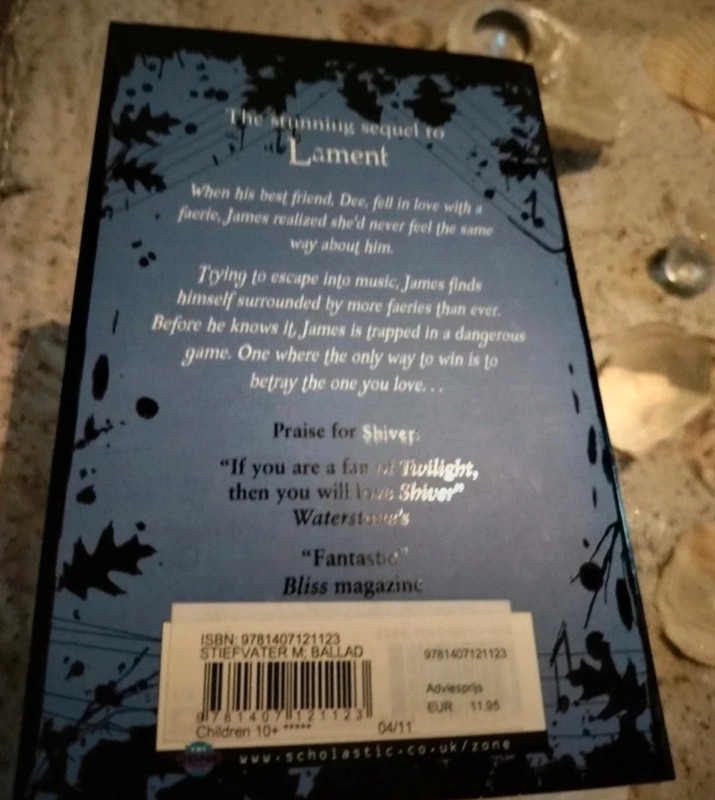 The stunning sequel to
Lament
When his best friend, Dee, fell in love with a
faerie, James realized she'd never feel the same
way about him.
Trying to escape into music, James finds
himself surrounded by more faeries than ever.
Before he knows it, James is trapped in a dangerous
game. One where the only way to win is to
betray the one you love...
Praise for Shiver:
"If you are a fan of Twilight,
then you will love Shiver"
Waterstone's
"Fantastic"
Bliss magazine
ISBN: 9781407121123
STIEFVATER M: BALLAD
9 781407 121123
Children 10+ *****
04/11
9781407121123
Adviesprijs
EUR 11.95
THE
ZONE
www.scholastic.co.uk/zone